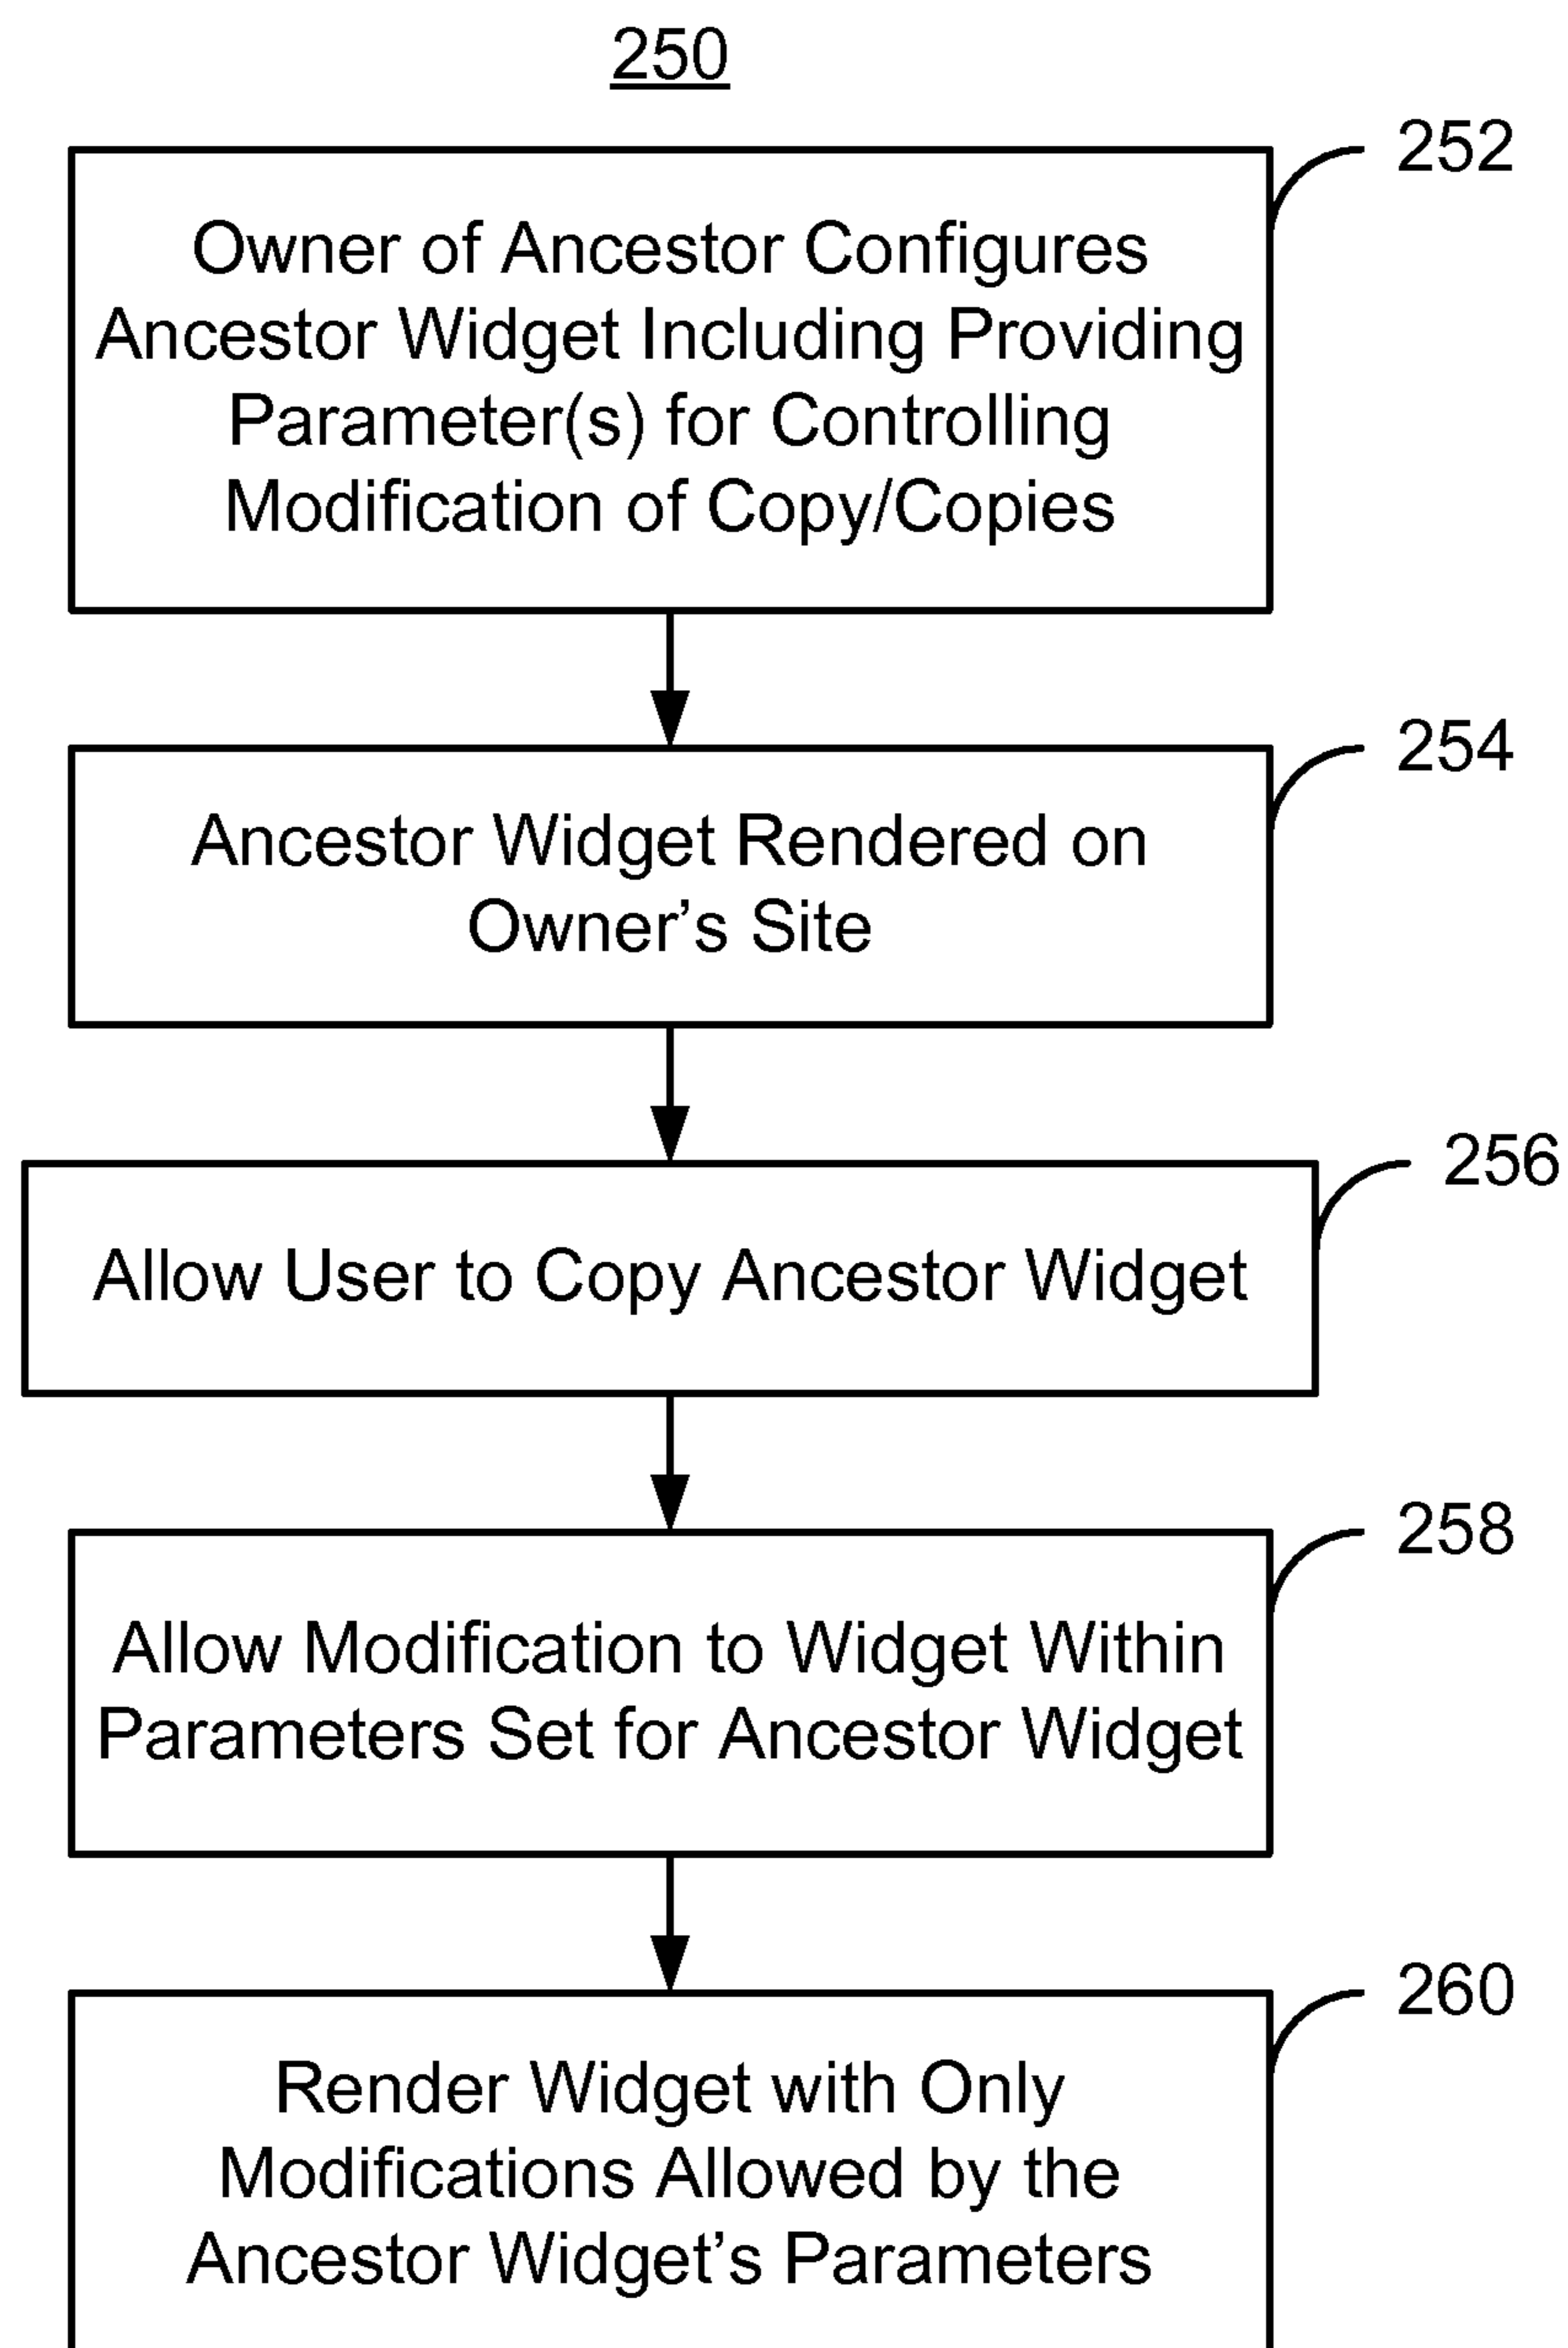 250
252
Owner of Ancestor Configures
Ancestor Widget Including Providing
Parameter(s) for Controlling
Modification of Copy/Copies
254
Ancestor Widget Rendered on
Owner’s Site
256
Allow User to Copy Ancestor Widget
258
Allow Modification to Widget Within
Parameters Set for Ancestor Widget
260
Render Widget with Only
Modifications Allowed by the
Ancestor Widget’s Parameters